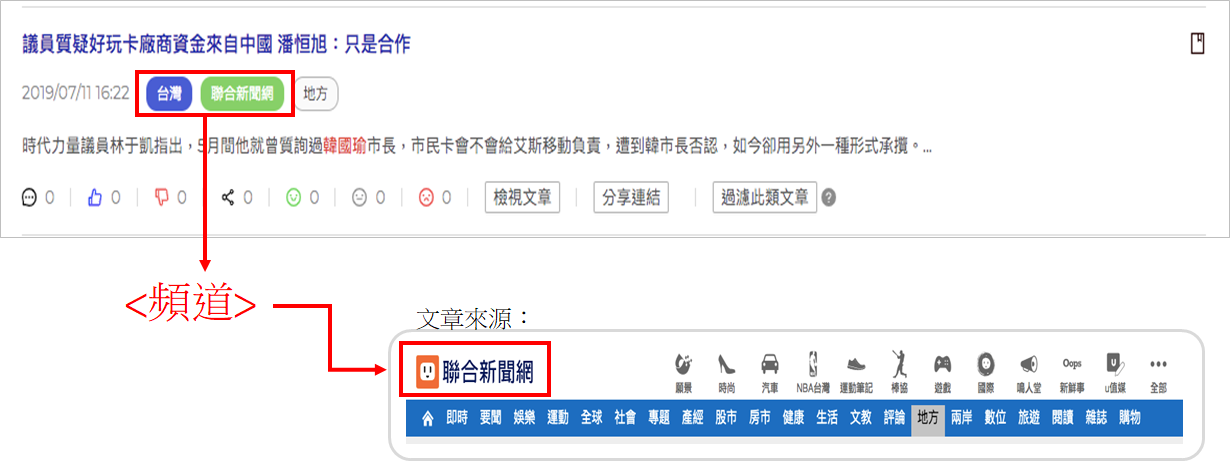 議員質疑好玩卡廠商資金來自中國 潘恒旭：只是合作
2019/07/11 16:22 台灣 聯合新聞網 地方
時代力量議員林于凱指出，5月間他就曾質詢過韓國瑜市長，市民卡會不會給艾斯移動負責，遭到韓市長否認，如今卻用另外一種形式承攬。...
0 0 0 0 0 0 0 檢視文章 分享連結 過濾此類文章 ?
<頻道>
文章來源：
聯合新聞網
願景 時尚 汽車 NBA台灣 運動筆記 棒協 遊戲 國際 鳴人堂 Oops 新鮮事 u值媒 全部
即時 要聞 娛樂 運動 全球 社會 專題 產經 股市 房市 健康 生活 文教 評論 地方 兩岸 數位 旅遊 閱讀 雜誌 購物